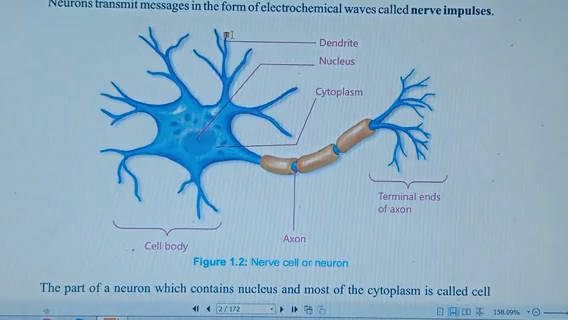 Neurons transmit messages in the form of electrochemical waves called nerve impulses.
Dendrite
Nucleus
Cytoplasm
Terminal ends
of axon
Axon
Cell body
Figure 1.2: Nerve cell or neuron
The part of a neuron which contains nucleus and most of the cytoplasm is called cell
2 / 172
158.09%